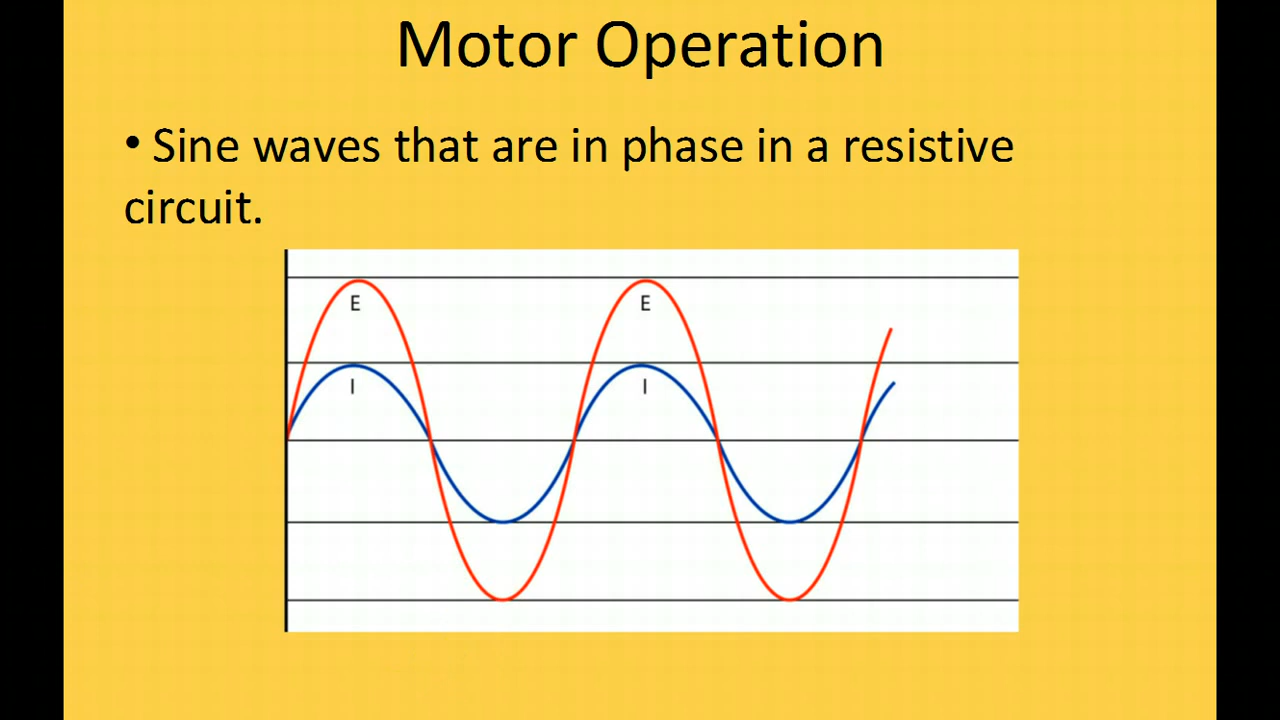 Motor Operation
• Sine waves that are in phase in a resistive
circuit.
E E
I I